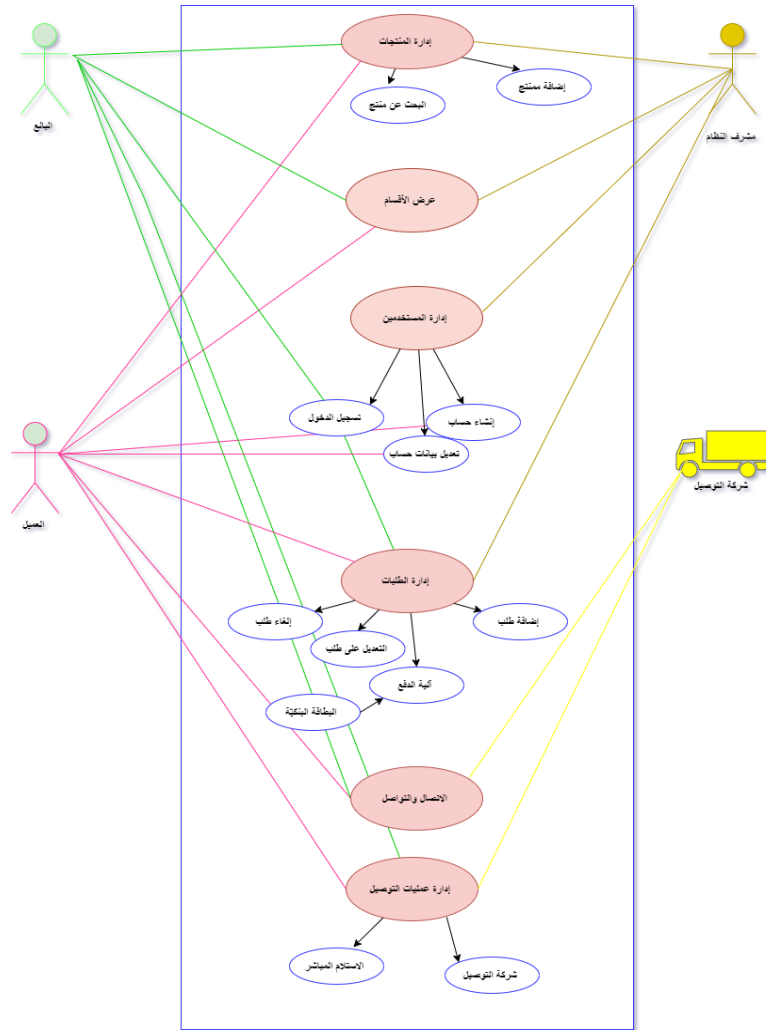 إدارة المنتجات
إضافة ممنتج
البحث عن منتج
البائع
مشرف النظام
عرض الأقسام
إدارة المستخدمين
تسجيل الدخول
إنشاء حساب
تعديل بيانات حساب
العميل
شركة التوصيل
إدارة الطلبات
إلغاء طلب
إضافة طلب
التعديل على طلب
آلية الدفع
البطاقة البنكيّة
الاتصال والتواصل
إدارة عمليات التوصيل
الاستلام المباشر
شركة التوصيل